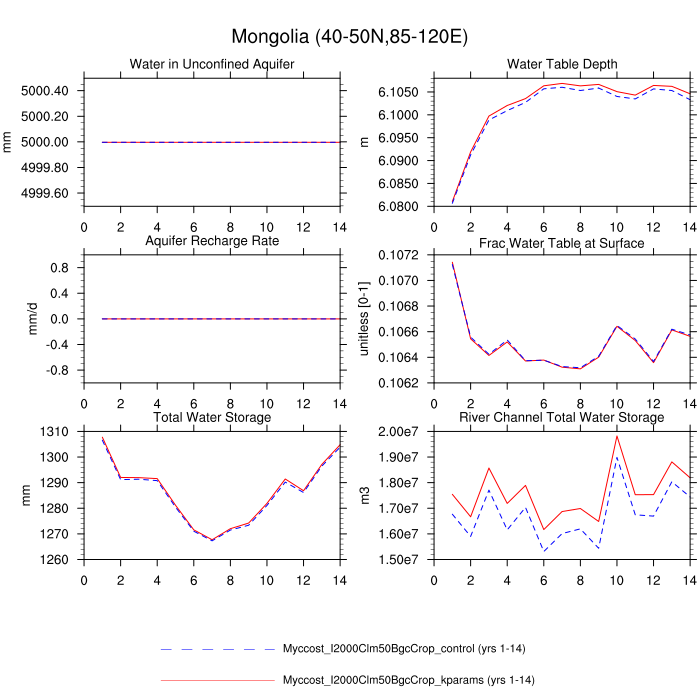 Mongolia (40-50N,85-120E)
Water in Unconfined Aquifer
Water Table Depth
mm
5000.40
5000.20
5000.00
4999.80
4999.60
0 2 4 6 8 10 12 14
m
6.1050
6.1000
6.0950
6.0900
6.0850
6.0800
0 2 4 6 8 10 12 14
Aquifer Recharge Rate
Frac Water Table at Surface
mm/d
0.8
0.4
0.0
-0.4
-0.8
0 2 4 6 8 10 12 14
unitless [0-1]
0.1072
0.1070
0.1068
0.1066
0.1064
0.1062
0 2 4 6 8 10 12 14
Total Water Storage
River Channel Total Water Storage
mm
1310
1300
1290
1280
1270
1260
0 2 4 6 8 10 12 14
m3
2.00e7
1.90e7
1.80e7
1.70e7
1.60e7
1.50e7
0 2 4 6 8 10 12 14
Myccost_I2000Clm50BgcCrop_control (yrs 1-14)
Myccost_I2000Clm50BgcCrop_kparams (yrs 1-14)